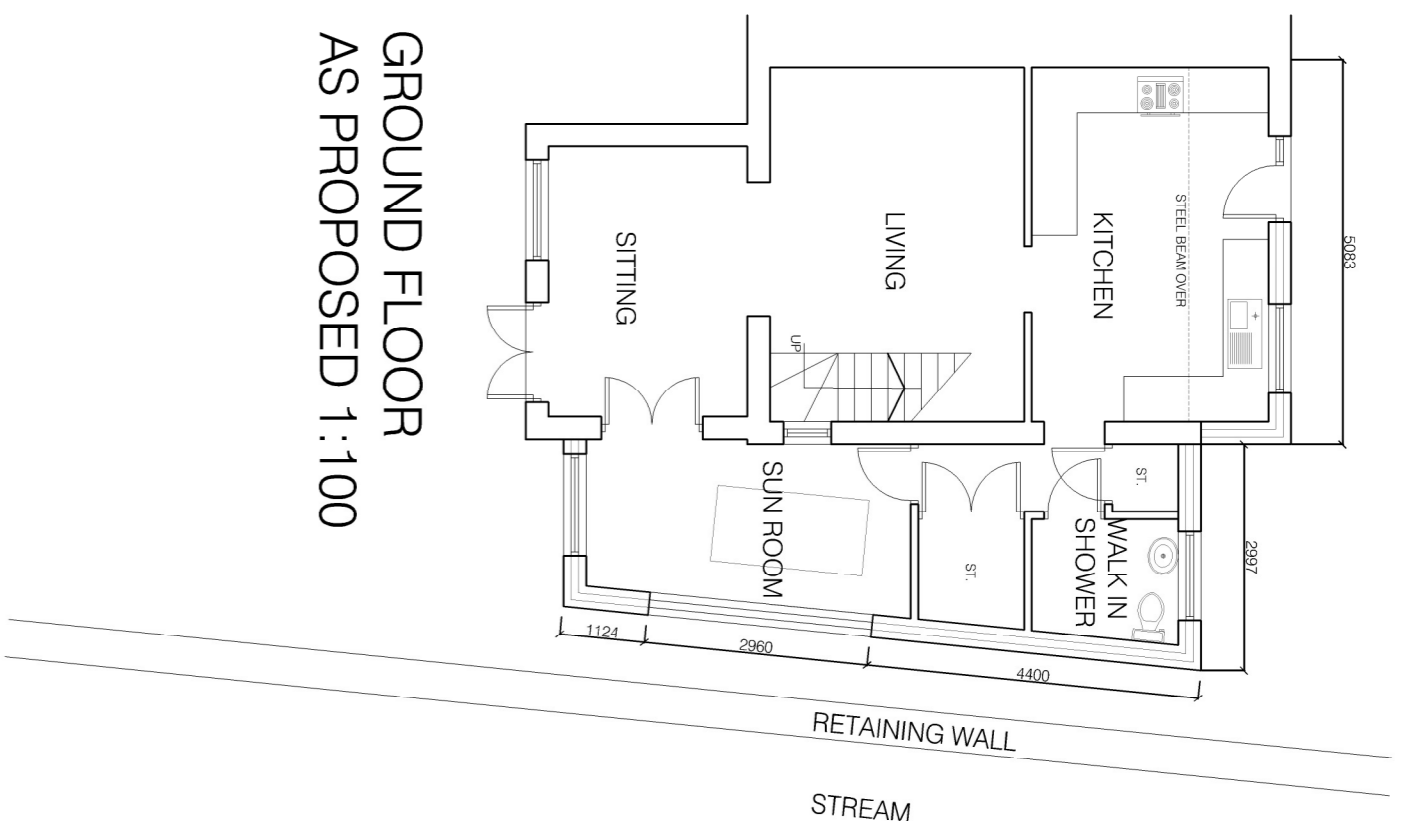 GROUND FLOOR
AS PROPOSED 1:100
SITTING
LIVING
KITCHEN
STEEL BEAM OVER
UP
SUN ROOM
ST.
ST.
WALK IN
SHOWER
5083
2997
1124
2960
4400
RETAINING WALL
STREAM